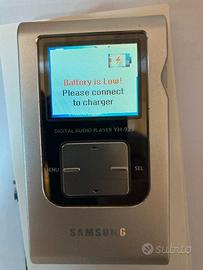 Battery is Low!
Please connect
to charger
DIGITAL AUDIO PLAYER YH-925
MENU
SEL
SAMSUNG
subito